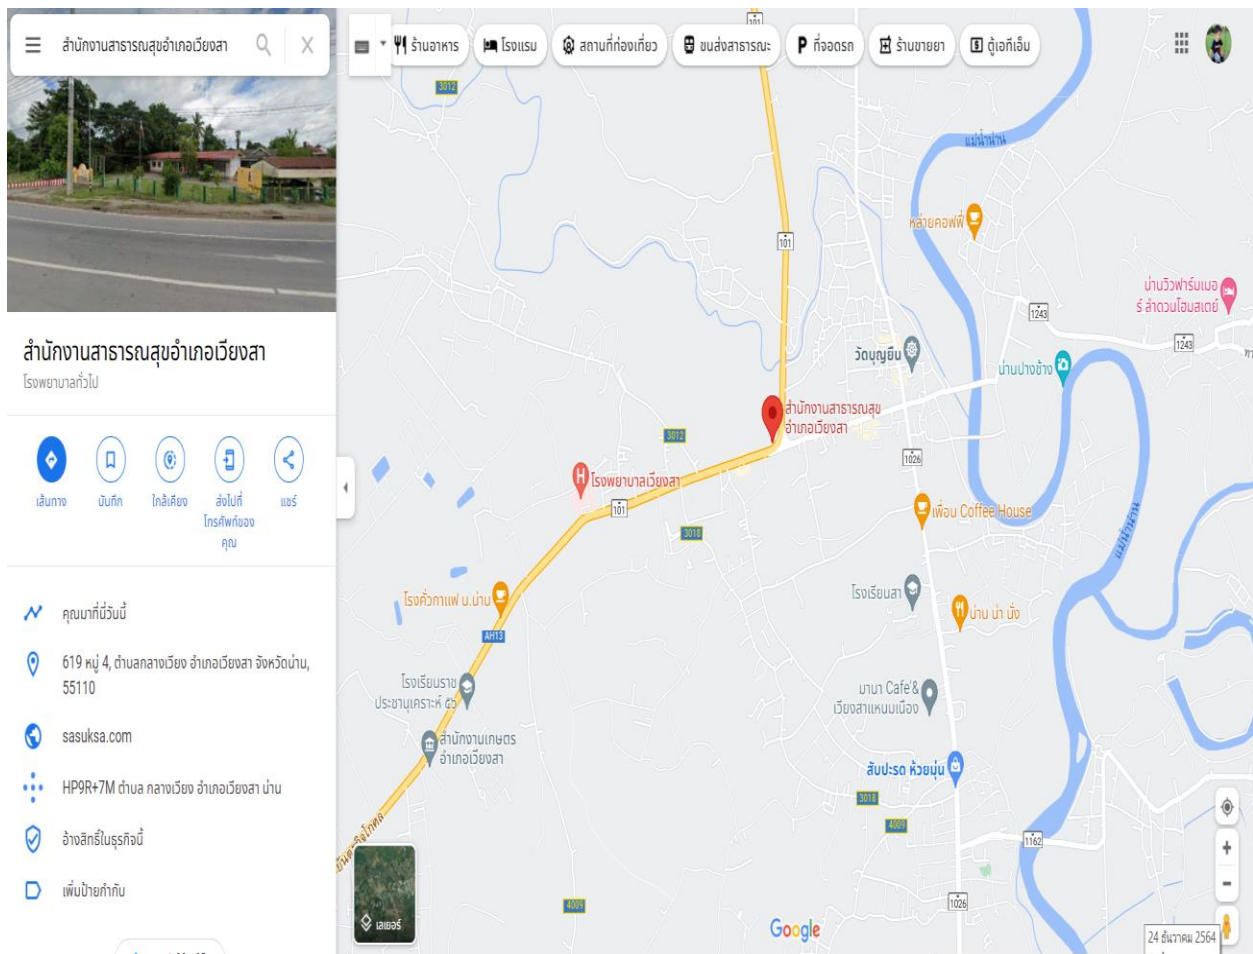 สำนักงานสาธารณสุขอำเภอเวียงสา
ร้านอาหาร
โรงแรม
สถานที่ท่องเที่ยว
ขนส่งสาธารณะ
P ที่จอดรถ
ร้านขายยา
ตู้เอทีเอ็ม
สำนักงานสาธารณสุขอำเภอเวียงสา
โรงพยาบาลทั่วไป
เส้นทาง
บันทึก
ใกล้เคียง
ส่งไปที่
โทรศัพท์ของ
คุณ
แชร์
คุณมาที่นี่วันนี้
619 หมู่ 4, ตำบลกลางเวียง อำเภอเวียงสา จังหวัดน่าน,
55110
sasuksa.com
HP9R+7M ตำบล กลางเวียง อำเภอเวียงสา น่าน
อ้างสิทธิ์ในธุรกิจนี้
เพิ่มป้ายกำกับ
101
3012
แม่น้ำน่าน
หล่ายคอฟฟี่
101
น่านวิวฟาร์มเมอ
ร์ ลำดวนโฮมสเตย์
1243
1243
วัดบุญยืน
น่านปางช้าง
สำนักงานสาธารณสุข
อำเภอเวียงสา
3012
1026
H โรงพยาบาลเวียงสา
101
เพื่อน Coffee House
3018
แม่น้ำน่าน
โรงคั่วกาแฟ บ.น่าน
โรงเรียนสา
น่าน น่ำ นั่ง
AH13
โรงเรียนราช
ประชานุเคราะห์ ๕๖
มามา Cafe'&
เวียงสาแหนมเนือง
สำนักงานเกษตร
อำเภอเวียงสา
สับปะรด ห้วยมุ่น
3018
4009
1162
4009
1026
เลเยอร์
Google
24 ธันวาคม 2564